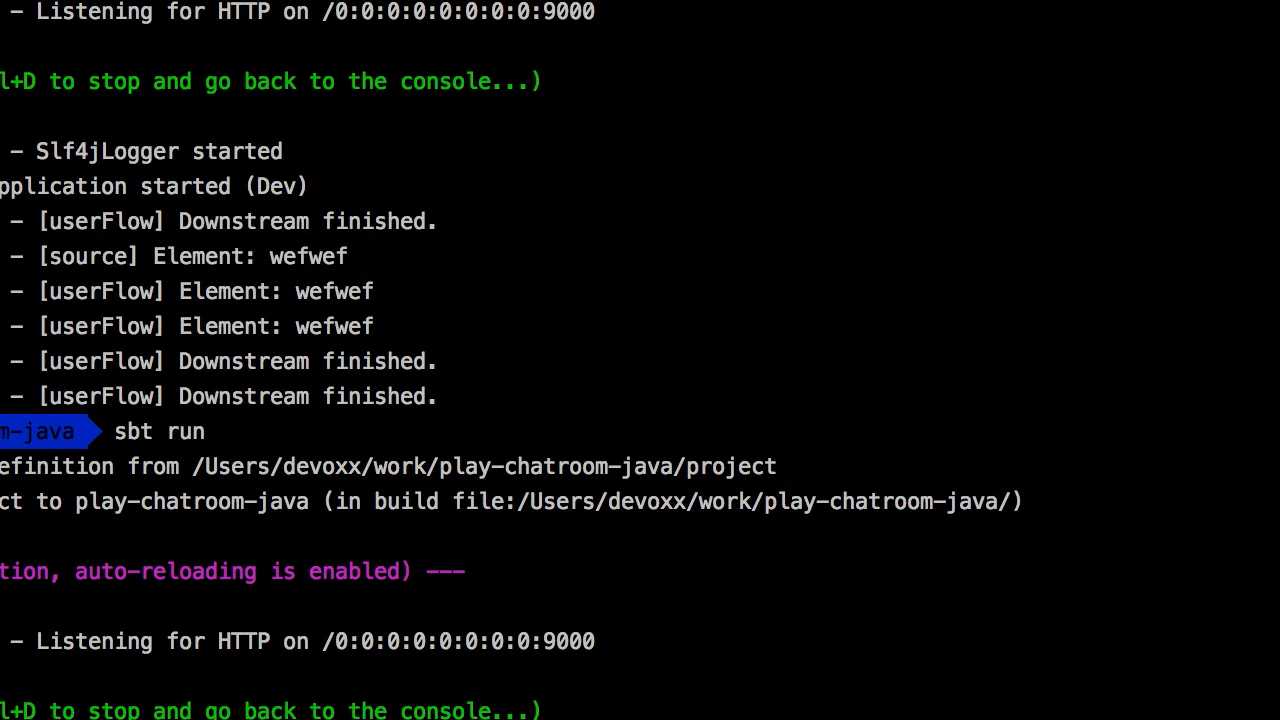 - Listening for HTTP on /0:0:0:0:0:0:0:0:9000
l+D to stop and go back to the console...)
- Slf4jLogger started
pplication started (Dev)
- [userFlow] Downstream finished.
- [source] Element: wefwef
- [userFlow] Element: wefwef
- [userFlow] Element: wefwef
- [userFlow] Downstream finished.
- [userFlow] Downstream finished.
m-java sbt run
efinition from /Users/devoxx/work/play-chatroom-java/project
ct to play-chatroom-java (in build file:/Users/devoxx/work/play-chatroom-java/)
tion, auto-reloading is enabled) ---
- Listening for HTTP on /0:0:0:0:0:0:0:0:9000
l+D to stop and go back to the console...)